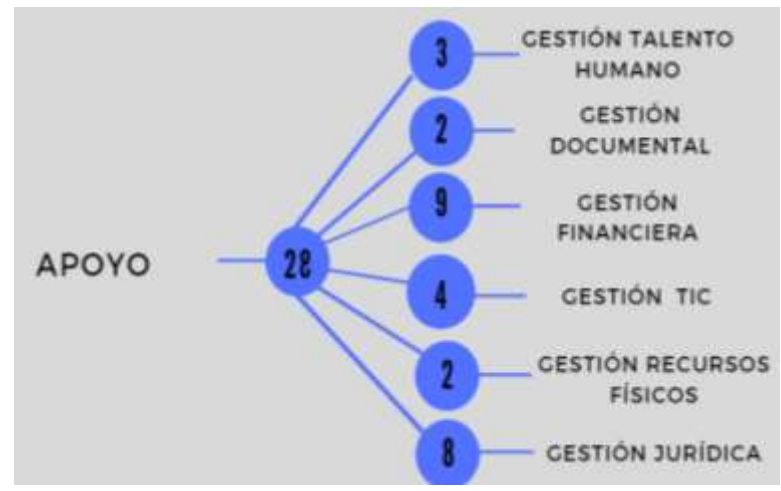 APOYO
28
3
GESTIÓN TALENTO
HUMANO
2
GESTIÓN
DOCUMENTAL
9
GESTIÓN
FINANCIERA
4
GESTIÓN TIC
2
GESTIÓN RECURSOS
FÍSICOS
8
GESTIÓN JURÍDICA